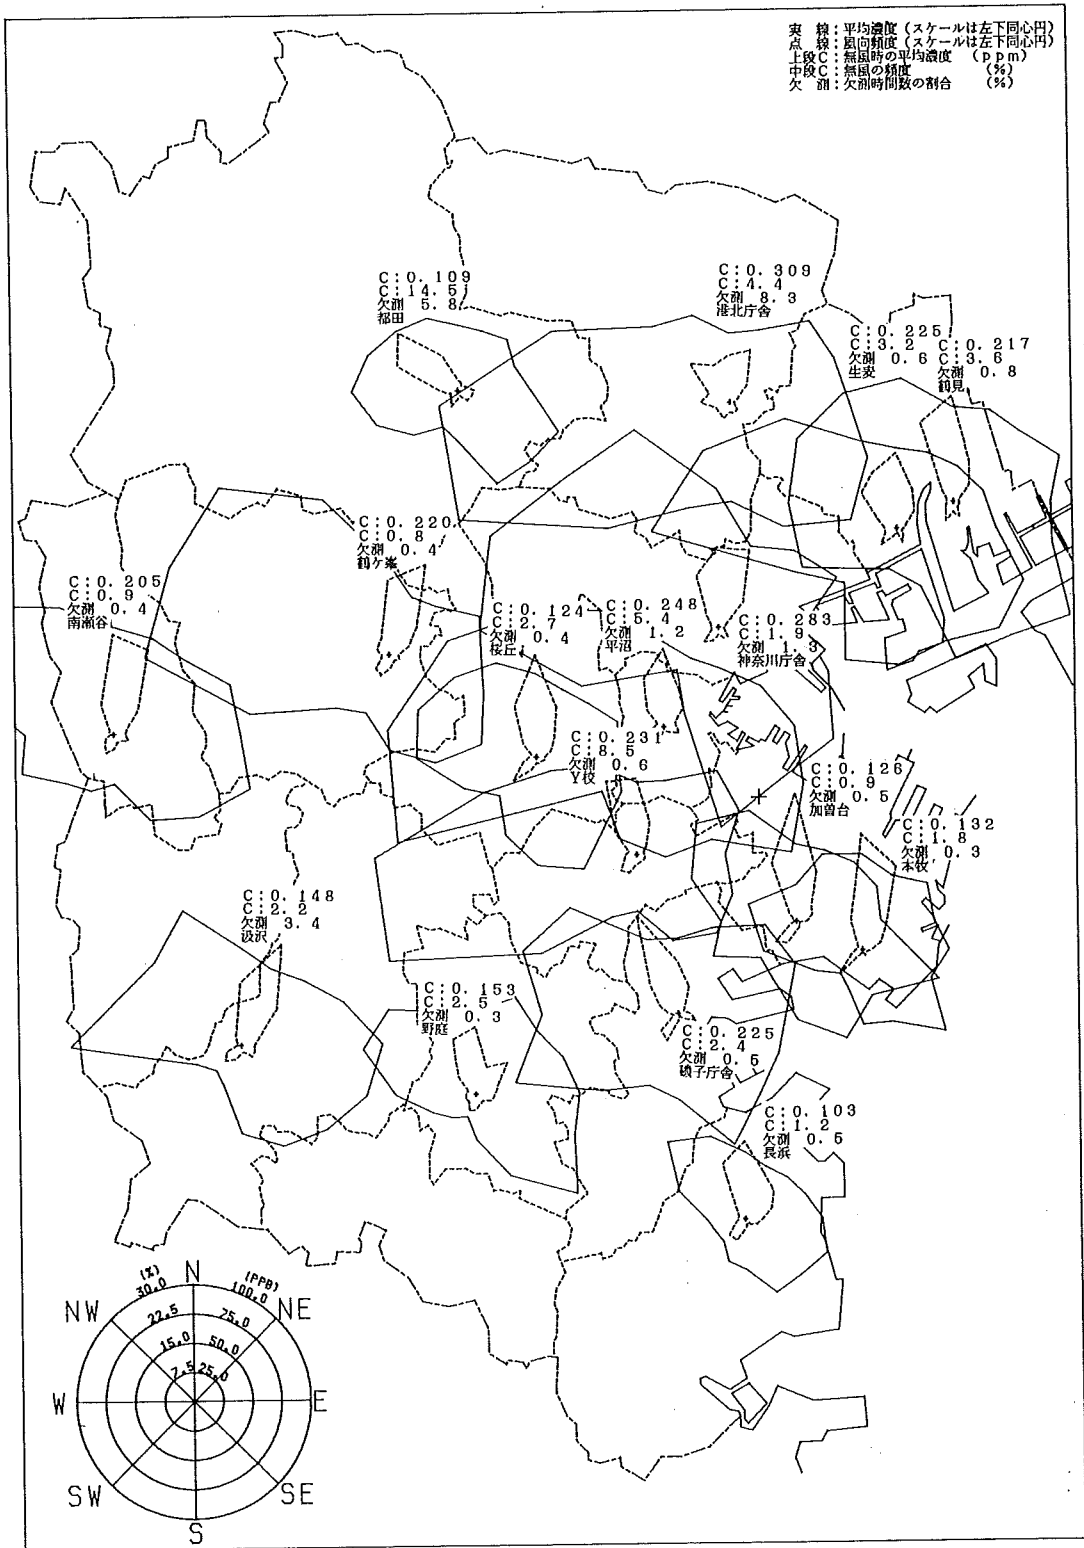 実　線：平均濃度（スケールは左下同心円）
点　線：風向頻度（スケールは左下同心円）
上段C：無風時の平均濃度　（ppm）
中段C：無風の頻度　（%）
欠　測：欠測時間数の割合　（%）
C：0.109
C：14.5
欠測 5.8
都田
C：0.309
C：4.4
欠測 8.3
港北庁舎
C：0.225
C：3.2
欠測 0.6
生麦
C：0.217
C：3.6
欠測 0.8
鶴見
C：0.220
C：0.8
欠測 0.4
鶴ケ峯
C：0.205
C：0.9
欠測 0.4
南瀬谷
C：0.124
C：2.7
欠測 0.4
桜丘
C：0.248
C：5.4
欠測 1.2
平沼
C：0.283
C：1.9
欠測 1.3
神奈川庁舎
C：0.231
C：8.5
欠測 0.6
Y校
C：0.126
C：0.9
欠測 0.5
加曽台
C：0.132
C：1.8
欠測 0.3
本牧
C：0.148
C：2.2
欠測 3.4
汲沢
C：0.153
C：2.5
欠測 0.3
野庭
C：0.225
C：2.4
欠測 0.5
磯子庁舎
C：0.103
C：1.2
欠測 0.5
長浜
(%)
(PPB)
30.0
N
100.0
NW
22.5
75.0
NE
15.0
50.0
7.5
25.0
W
E
SW
SE
S